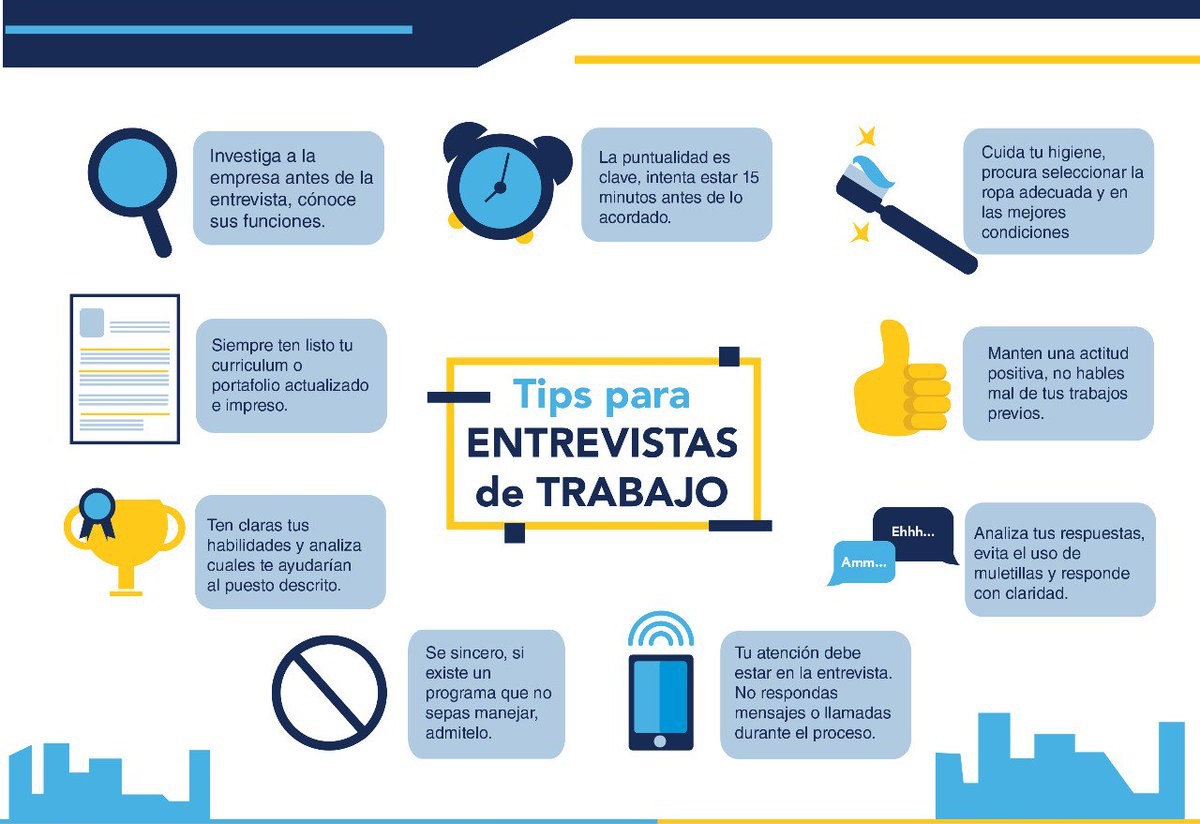 Investiga a la
empresa antes de la
entrevista, cónoce
sus funciones.
La puntualidad es
clave, intenta estar 15
minutos antes de lo
acordado.
Cuida tu higiene,
procura seleccionar la
ropa adecuada y en
las mejores
condiciones
Siempre ten listo tu
curriculum o
portafolio actualizado
e impreso.
Tips para
ENTREVISTAS
de TRABAJO
Manten una actitud
positiva, no hables
mal de tus trabajos
previos.
Ten claras tus
habilidades y analiza
cuales te ayudarían
al puesto descrito.
Ehhh...
Amm...
Analiza tus respuestas,
evita el uso de
muletillas y responde
con claridad.
Se sincero, si
existe un
programa que no
sepas manejar,
admitelo.
Tu atención debe
estar en la entrevista.
No respondas
mensajes o llamadas
durante el proceso.